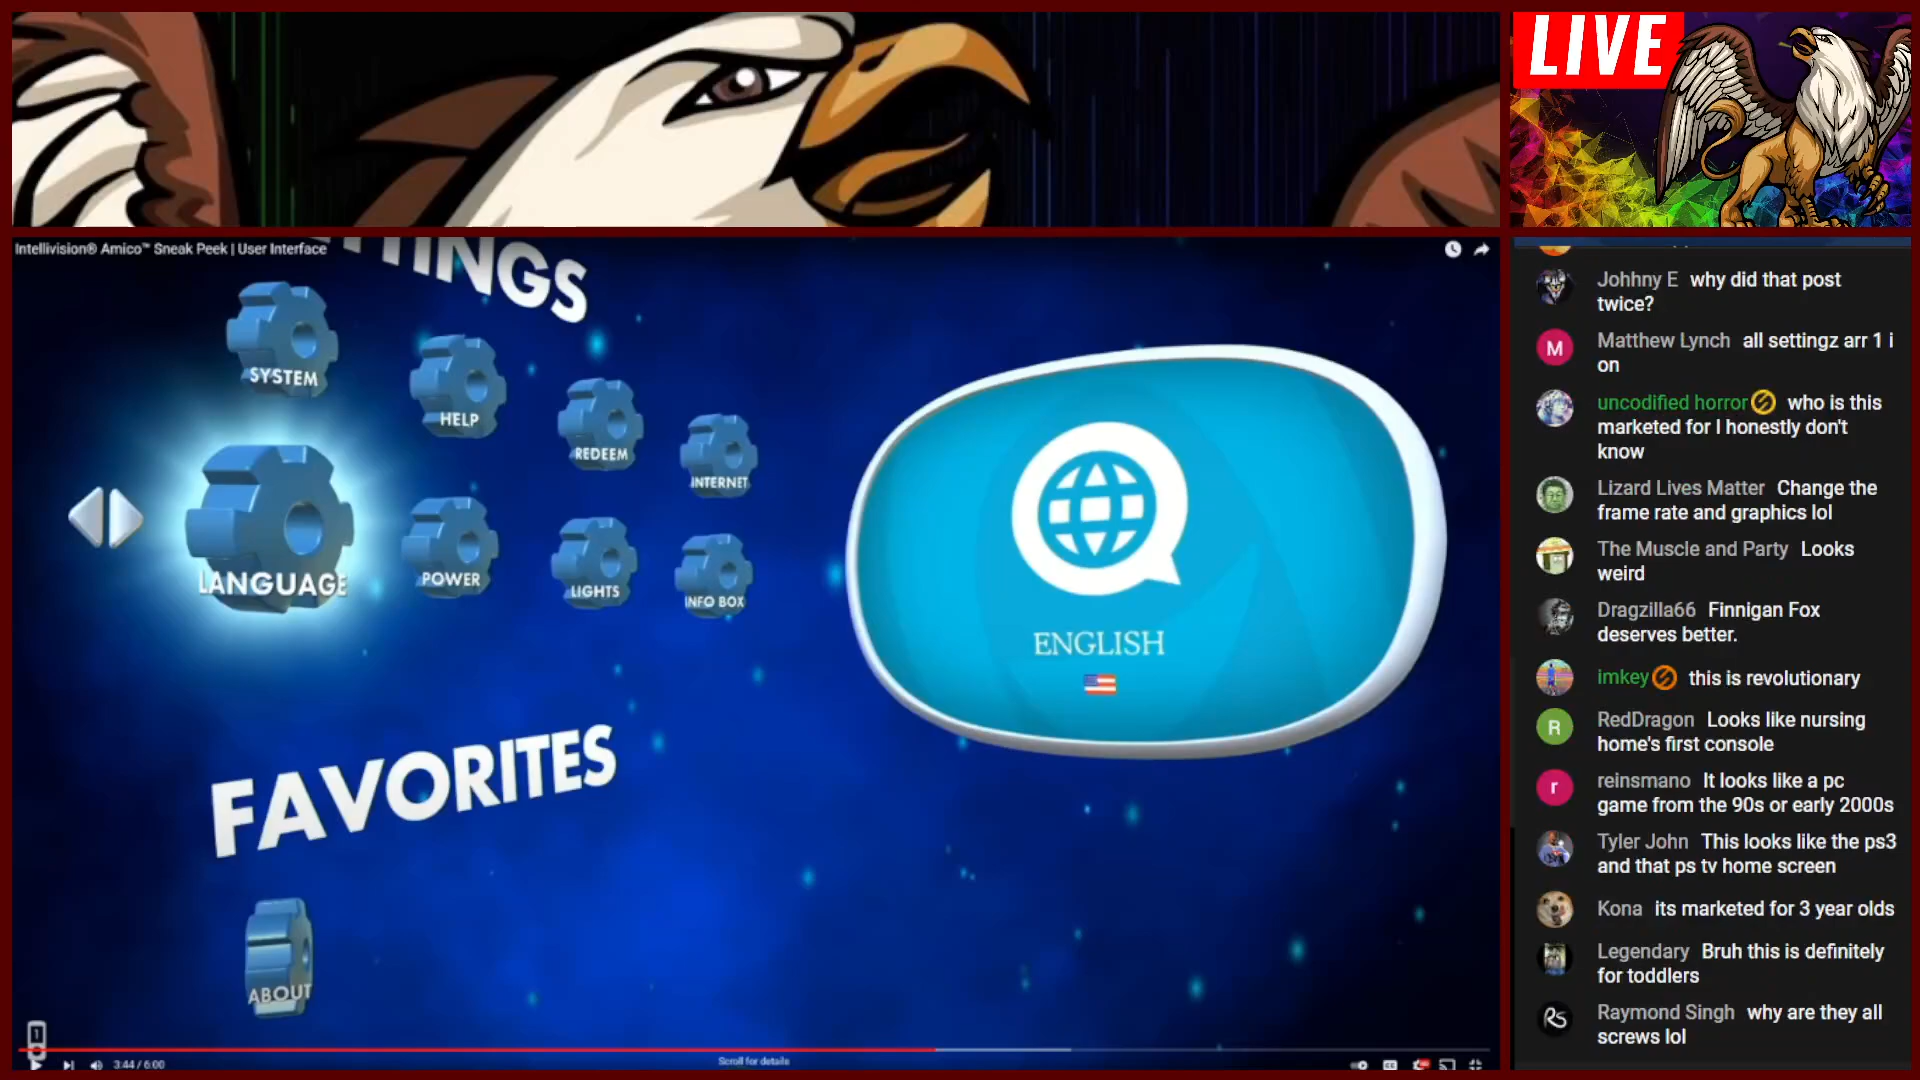 LIVE
Intellivision® Amico™ Sneak Peek | User Interface
TTINGS
SYSTEM
HELP
REDEEM
INTERNET
LANGUAGE
POWER
LIGHTS
INFO BOX
ENGLISH
FAVORITES
ABOUT
1
3:44 / 6:00
Scroll for details
Johhny E why did that post
twice?
M
Matthew Lynch all settingz arr 1 i
on
uncodified horror who is this
marketed for I honestly don't
know
Lizard Lives Matter Change the
frame rate and graphics lol
The Muscle and Party Looks
weird
Dragzilla66 Finnigan Fox
deserves better.
imkey this is revolutionary
R
RedDragon Looks like nursing
home's first console
r
reinsmano It looks like a pc
game from the 90s or early 2000s
Tyler John This looks like the ps3
and that ps tv home screen
Kona its marketed for 3 year olds
Legendary Bruh this is definitely
for toddlers
RS
Raymond Singh why are they all
screws lol